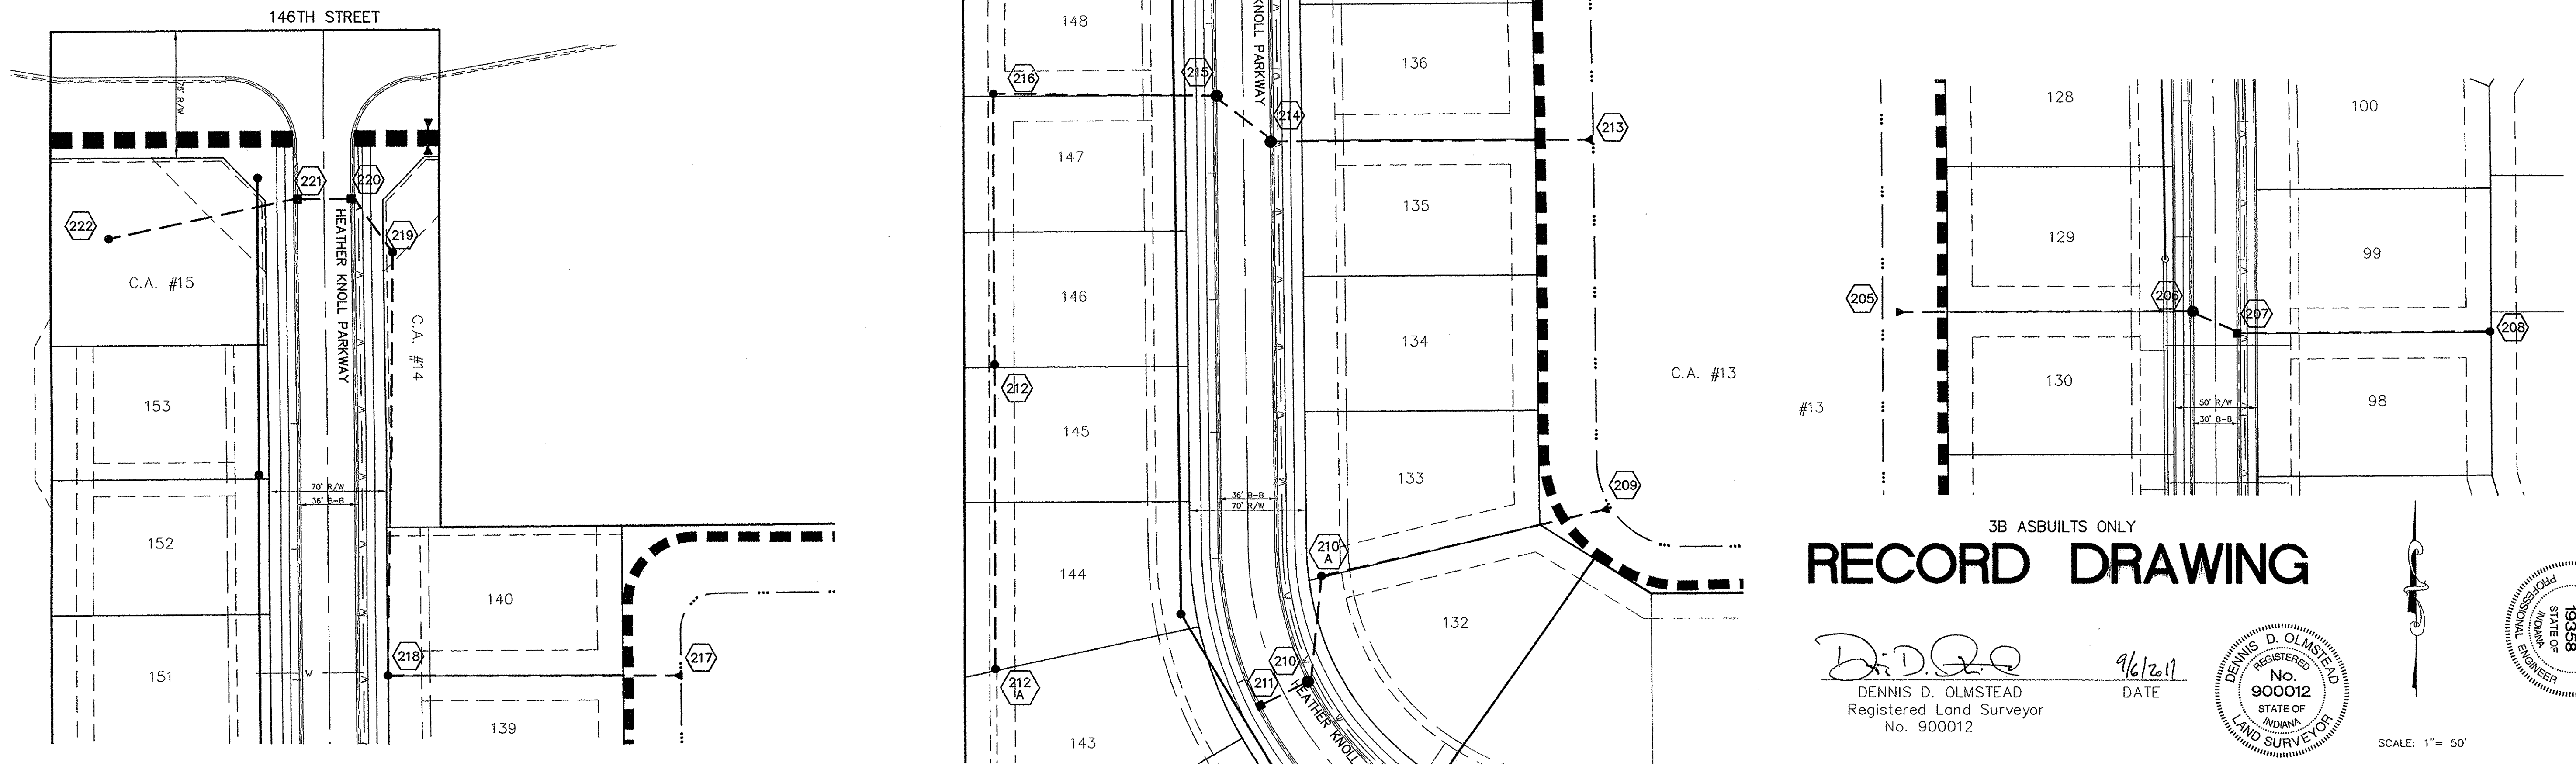 146TH STREET
75' R/W
221
220
222
219
HEATHER KNOLL PARKWAY
C.A. #15
C.A. #14
153
70' R/W
36' B-B
152
140
218
217
W
151
139
148
KNOLL PARKWAY
136
216
215
214
213
147
135
146
134
C.A. #13
212
145
133
36' B-B
70' R/W
209
210
A
144
132
210
211
212
A
HEATHER KNOLL
143
128
100
129
99
205
206
207
208
130
98
#13
50' R/W
30' B-B
3B ASBUILTS ONLY
RECORD DRAWING
9/6/2017
DENNIS D. OLMSTEAD
DATE
Registered Land Surveyor
No. 900012
DENNIS D. OLMSTEAD
REGISTERED
No.
900012
STATE OF
INDIANA
LAND SURVEYOR
19358
STATE OF
INDIANA
PROFESSIONAL ENGINEER
SCALE: 1"= 50'